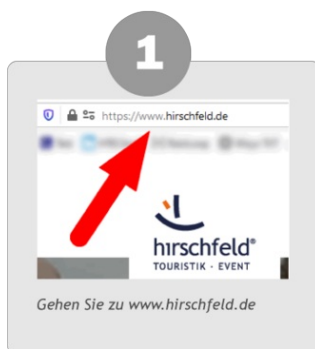 1
https://www.hirschfeld.de
hirschfeld®
TOURISTIK - EVENT
Gehen Sie zu www.hirschfeld.de